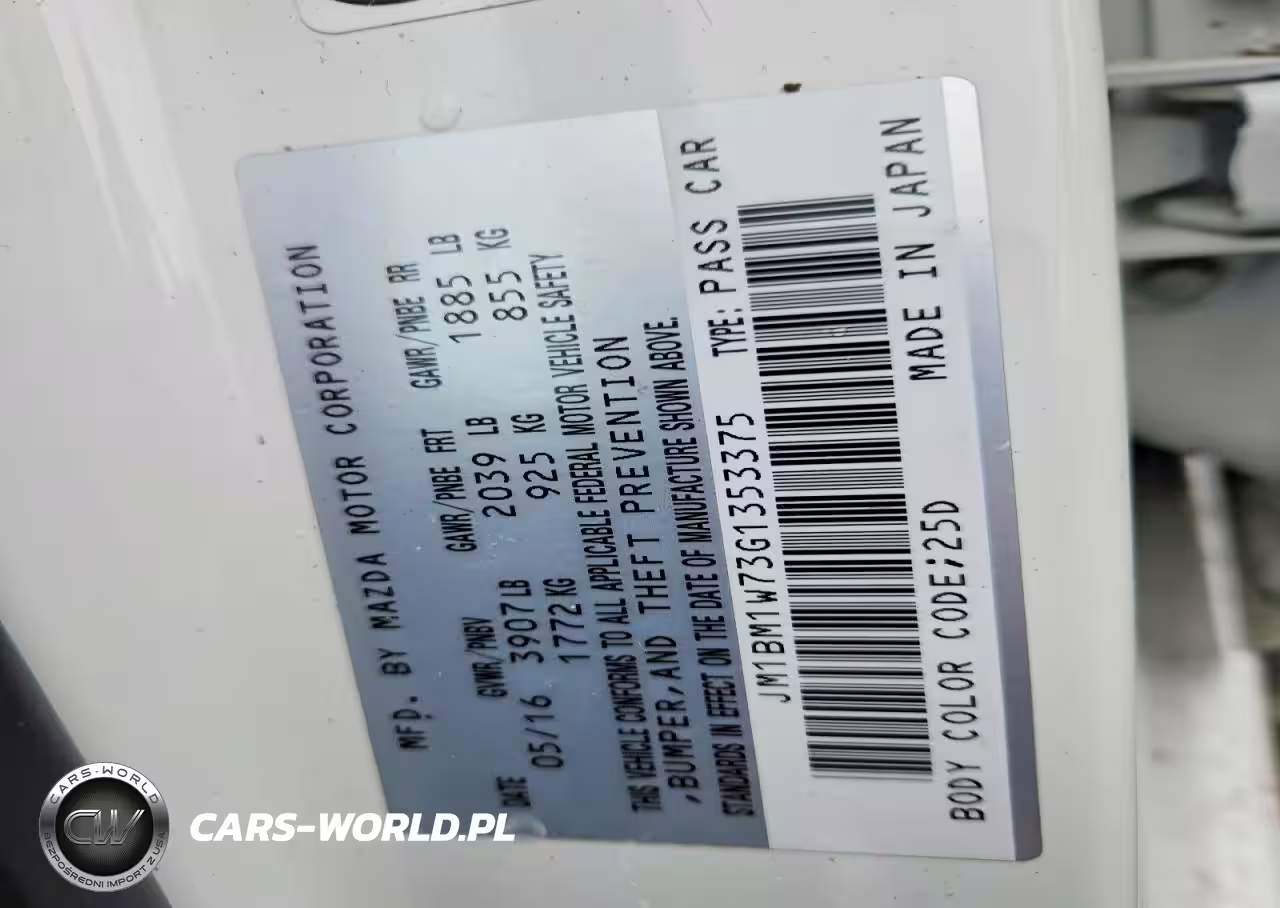 MFD. BY MAZDA MOTOR CORPORATION
DATE GVWR/PNBV GAWR/PNBE FRT GAWR/PNBE RR
05/16 3907 LB 2039 LB 1885 LB
1772 KG 925 KG 855 KG
THIS VEHICLE CONFORMS TO ALL APPLICABLE FEDERAL MOTOR VEHICLE SAFETY
,BUMPER,AND THEFT PREVENTION
STANDARDS IN EFFECT ON THE DATE OF MANUFACTURE SHOWN ABOVE.
JM1BM1W73G1353375 TYPE: PASS CAR
BODY COLOR CODE;25D MADE IN JAPAN
CARS-WORLD
CW
BEZPOŚREDNI IMPORT Z USA
CARS-WORLD.PL